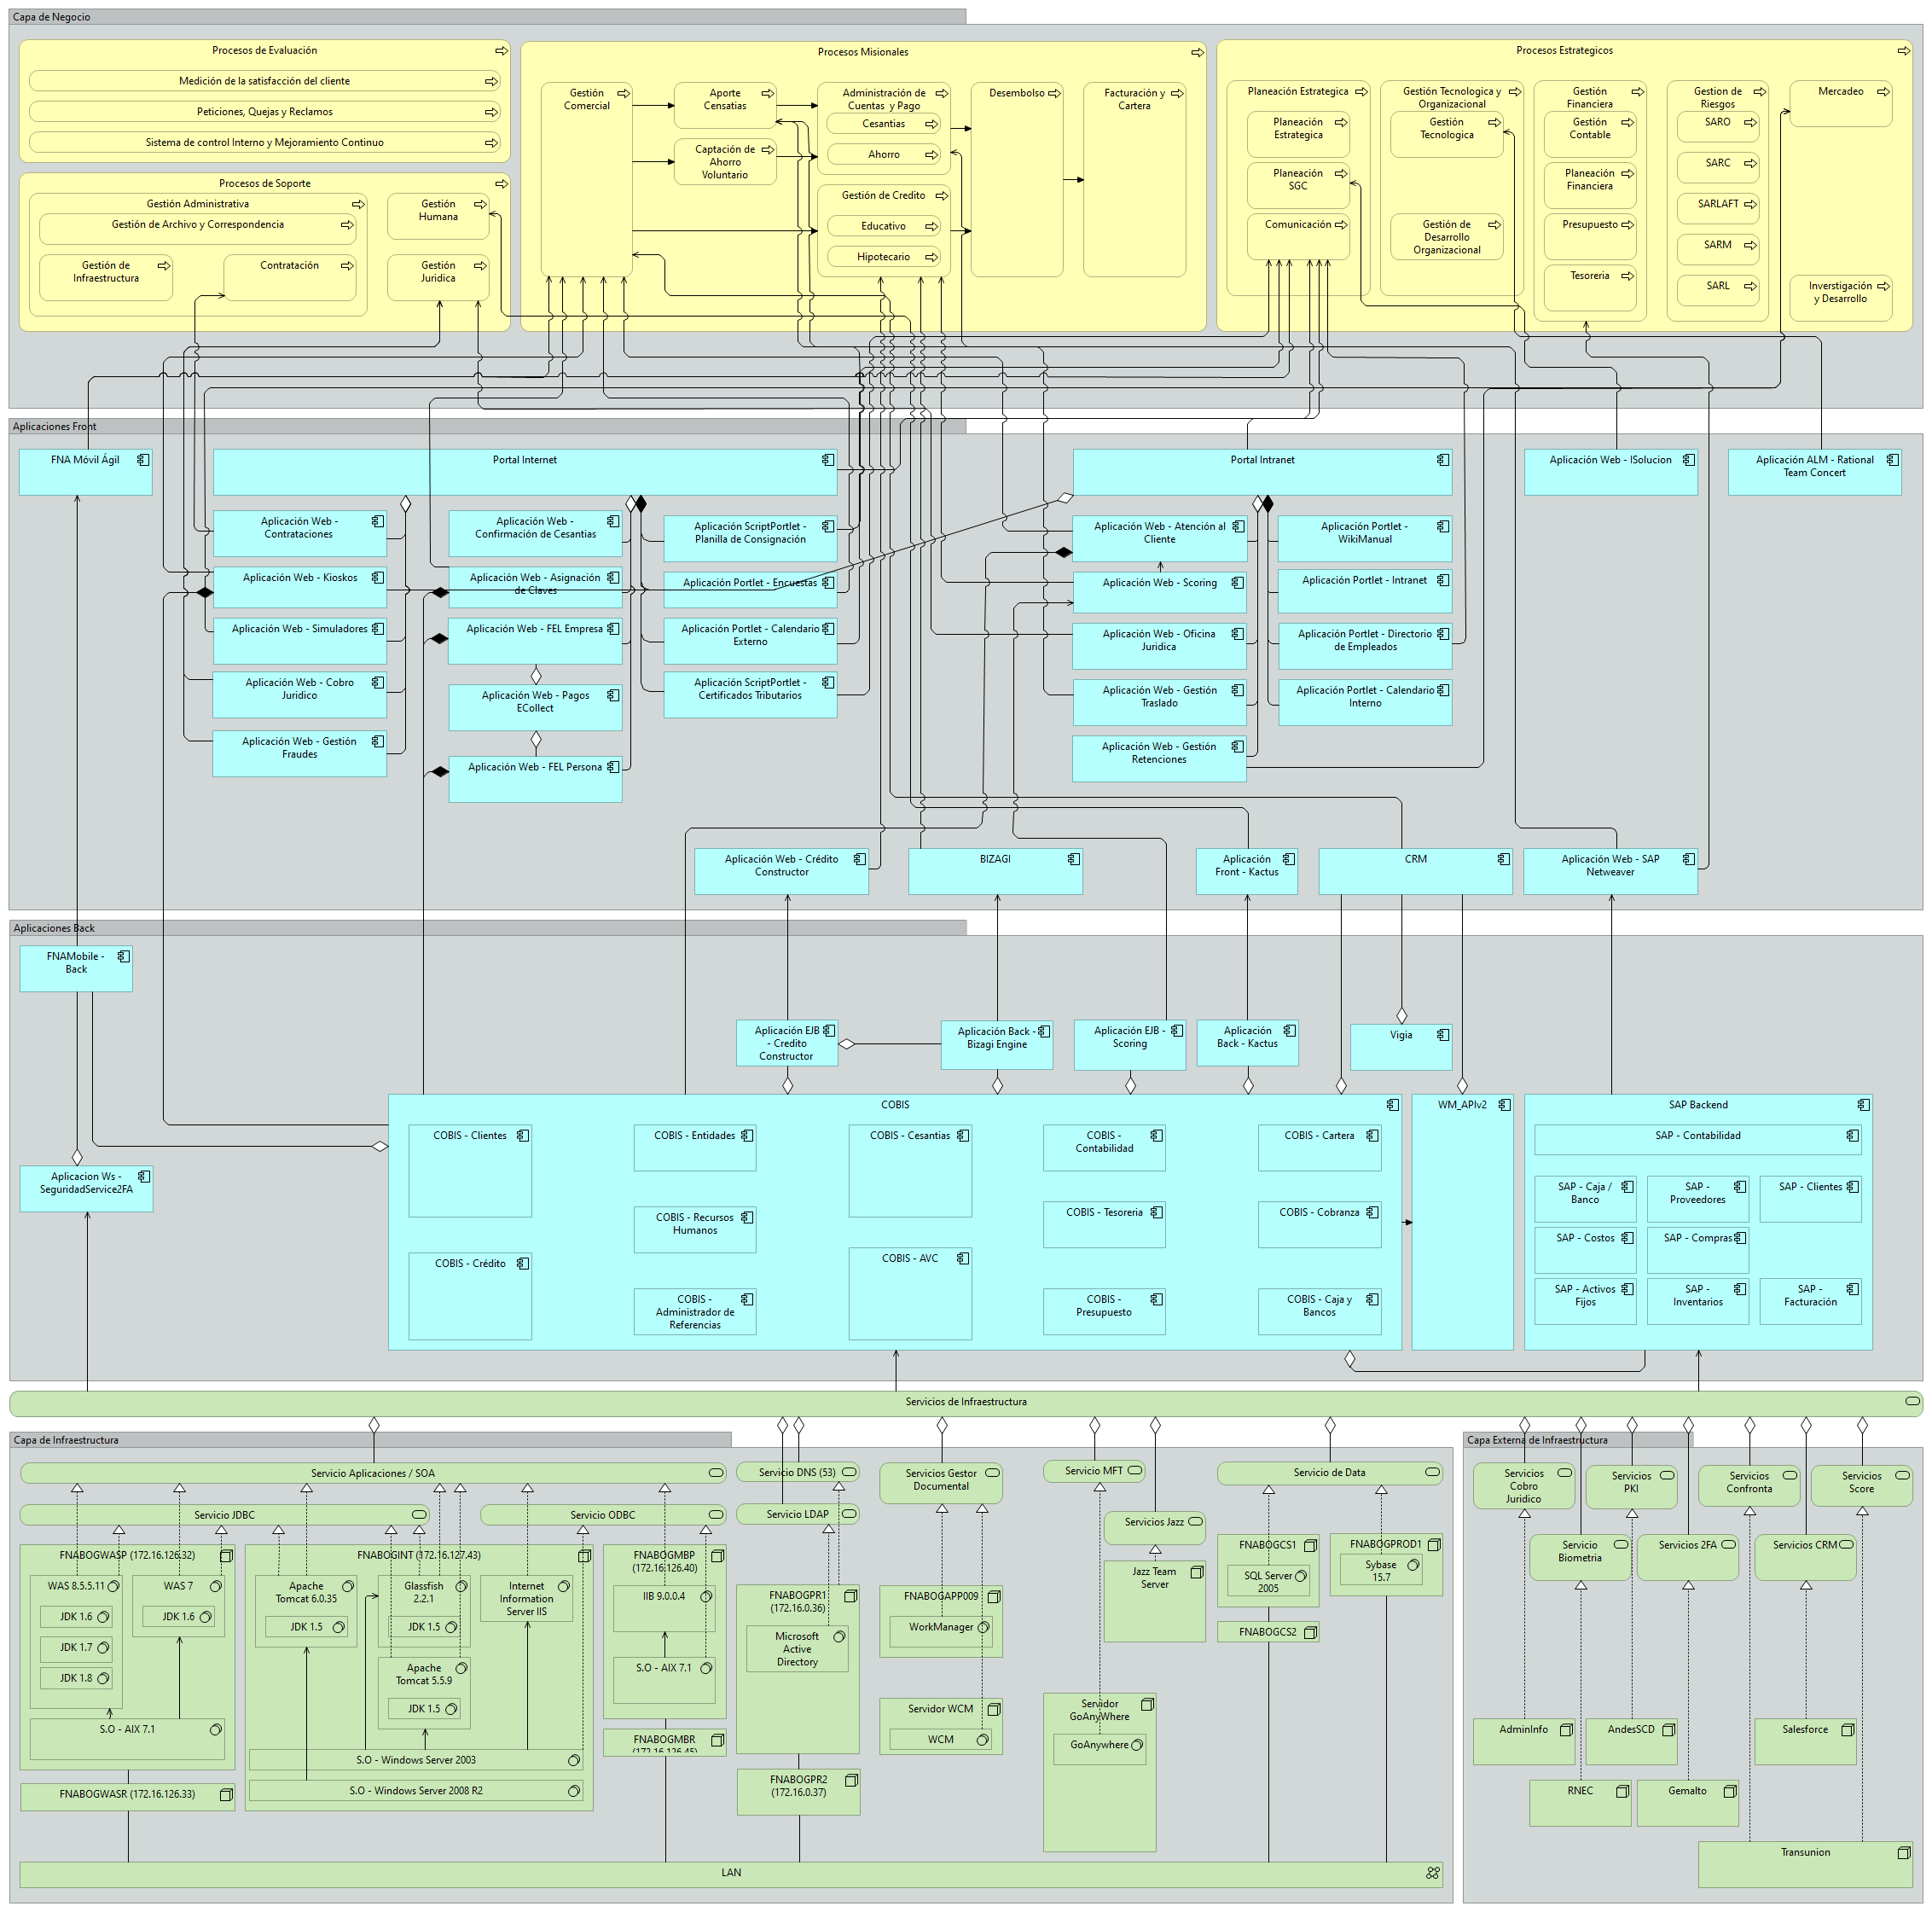 Capa de Negocio
Procesos de Evaluación
Medición de la satisfacción del cliente
Peticiones, Quejas y Reclamos
Sistema de control Interno y Mejoramiento Continuo
Procesos de Soporte
Gestión Administrativa
Gestión de Archivo y Correspondencia
Gestión de
Infraestructura
Contratación
Gestión
Humana
Gestión
Juridica
Procesos Misionales
Gestión
Comercial
Aporte
Censatias
Captación de
Ahorro
Voluntario
Administración de
Cuentas y Pago
Cesantias
Ahorro
Gestión de Credito
Educativo
Hipotecario
Desembolso
Facturación y
Cartera
Procesos Estrategicos
Planeación Estrategica
Planeación
Estrategica
Planeación
SGC
Comunicación
Gestión Tecnologica y
Organizacional
Gestión
Tecnologica
Gestión de
Desarrollo
Organizacional
Gestión
Financiera
Gestión
Contable
Planeación
Financiera
Presupuesto
Tesoreria
Gestion de
Riesgos
SARO
SARC
SARLAFT
SARM
SARL
Mercadeo
Inverstigación
y Desarrollo
Aplicaciones Front
FNA Móvil Ágil
Portal Internet
Portal Intranet
Aplicación Web - ISolucion
Aplicación ALM - Rational
Team Concert
Aplicación Web -
Contrataciones
Aplicación Web - Kioskos
Aplicación Web - Simuladores
Aplicación Web - Cobro
Juridico
Aplicación Web - Gestión
Fraudes
Aplicación Web -
Confirmación de Cesantias
Aplicación Web - Asignación
de Claves
Aplicación Web - FEL Empresa
Aplicación Web - Pagos
ECollect
Aplicación Web - FEL Persona
Aplicación ScriptPortlet -
Planilla de Consignación
Aplicación Portlet - Encuestas
Aplicación Portlet - Calendario
Externo
Aplicación ScriptPortlet -
Certificados Tributarios
Aplicación Web - Atención al
Cliente
Aplicación Web - Scoring
Aplicación Web - Oficina
Juridica
Aplicación Web - Gestión
Traslado
Aplicación Web - Gestión
Retenciones
Aplicación Portlet -
WikiManual
Aplicación Portlet - Intranet
Aplicación Portlet - Directorio
de Empleados
Aplicación Portlet - Calendario
Interno
Aplicación Web - Crédito
Constructor
BIZAGI
Aplicación
Front - Kactus
CRM
Aplicación Web - SAP
Netweaver
Aplicaciones Back
FNAMobile -
Back
Aplicación EJB
- Credito
Constructor
Aplicación Back -
Bizagi Engine
Aplicación EJB -
Scoring
Aplicación
Back - Kactus
Vigia
Aplicacion Ws -
SeguridadService2FA
COBIS
COBIS - Clientes
COBIS - Crédito
COBIS - Entidades
COBIS - Recursos
Humanos
COBIS -
Administrador de
Referencias
COBIS - Cesantias
COBIS - AVC
COBIS -
Contabilidad
COBIS - Tesoreria
COBIS -
Presupuesto
COBIS - Cartera
COBIS - Cobranza
COBIS - Caja y
Bancos
WM_APIv2
SAP Backend
SAP - Contabilidad
SAP - Caja /
Banco
SAP -
Proveedores
SAP - Clientes
SAP - Costos
SAP - Compras
SAP - Activos
Fijos
SAP -
Inventarios
SAP -
Facturación
Servicios de Infraestructura
Capa de Infraestructura
Servicio Aplicaciones / SOA
Servicio JDBC
Servicio ODBC
Servicio DNS (53)
Servicio LDAP
Servicios Gestor
Documental
Servicio MFT
Servicios Jazz
Servicio de Data
FNABOGWASP (172.16.126.32)
WAS 8.5.5.11
JDK 1.6
JDK 1.7
JDK 1.8
WAS 7
JDK 1.6
S.O - AIX 7.1
FNABOGWASR (172.16.126.33)
FNABOGINT (172.16.127.43)
Apache
Tomcat 6.0.35
JDK 1.5
Glassfish
2.2.1
JDK 1.5
Apache
Tomcat 5.5.9
JDK 1.5
Internet
Information
Server IIS
S.O - Windows Server 2003
S.O - Windows Server 2008 R2
FNABOGMBP
(172.16.126.40)
IIB 9.0.0.4
S.O - AIX 7.1
FNABOGMBR
(172.16.126.45)
FNABOGPR1
(172.16.0.36)
Microsoft
Active
Directory
FNABOGPR2
(172.16.0.37)
FNABOGAPP009
WorkManager
Servidor WCM
WCM
Jazz Team
Server
Servidor
GoAnyWhere
GoAnywhere
FNABOGCS1
SQL Server
2005
FNABOGCS2
FNABOGPROD1
Sybase
15.7
LAN
Capa Externa de Infraestructura
Servicios
Cobro
Juridico
Servicios
PKI
Servicios
Confronta
Servicios
Score
Servicio
Biometria
Servicios 2FA
Servicios CRM
AdminInfo
AndesSCD
Salesforce
RNEC
Gemalto
Transunion